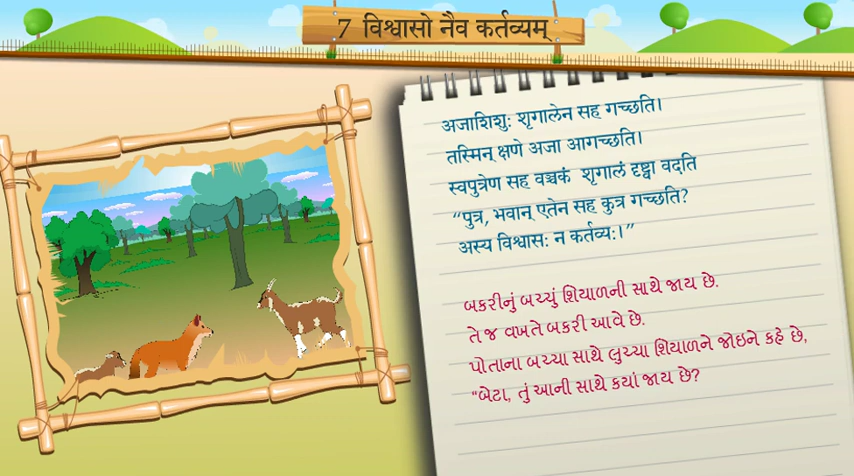 7 विश्वासो नैव कर्तव्यम्
अजाशिशुः शृगालेन सह गच्छति।
तस्मिन् क्षणे अजा आगच्छति।
स्वपुत्रेण सह वञ्चकं शृगालं दृष्ट्वा वदति
“पुत्र, भवान् एतेन सह कुत्र गच्छति?
अस्य विश्वासः न कर्तव्यः।”
બકરીનું બચ્ચું શિયાળની સાથે જાય છે.
તે જ વખતે બકરી આવે છે.
પોતાના બચ્ચા સાથે લુચ્ચા શિયાળને જોઇને કહે છે,
"બેટા, તું આની સાથે કયાં જાય છે?